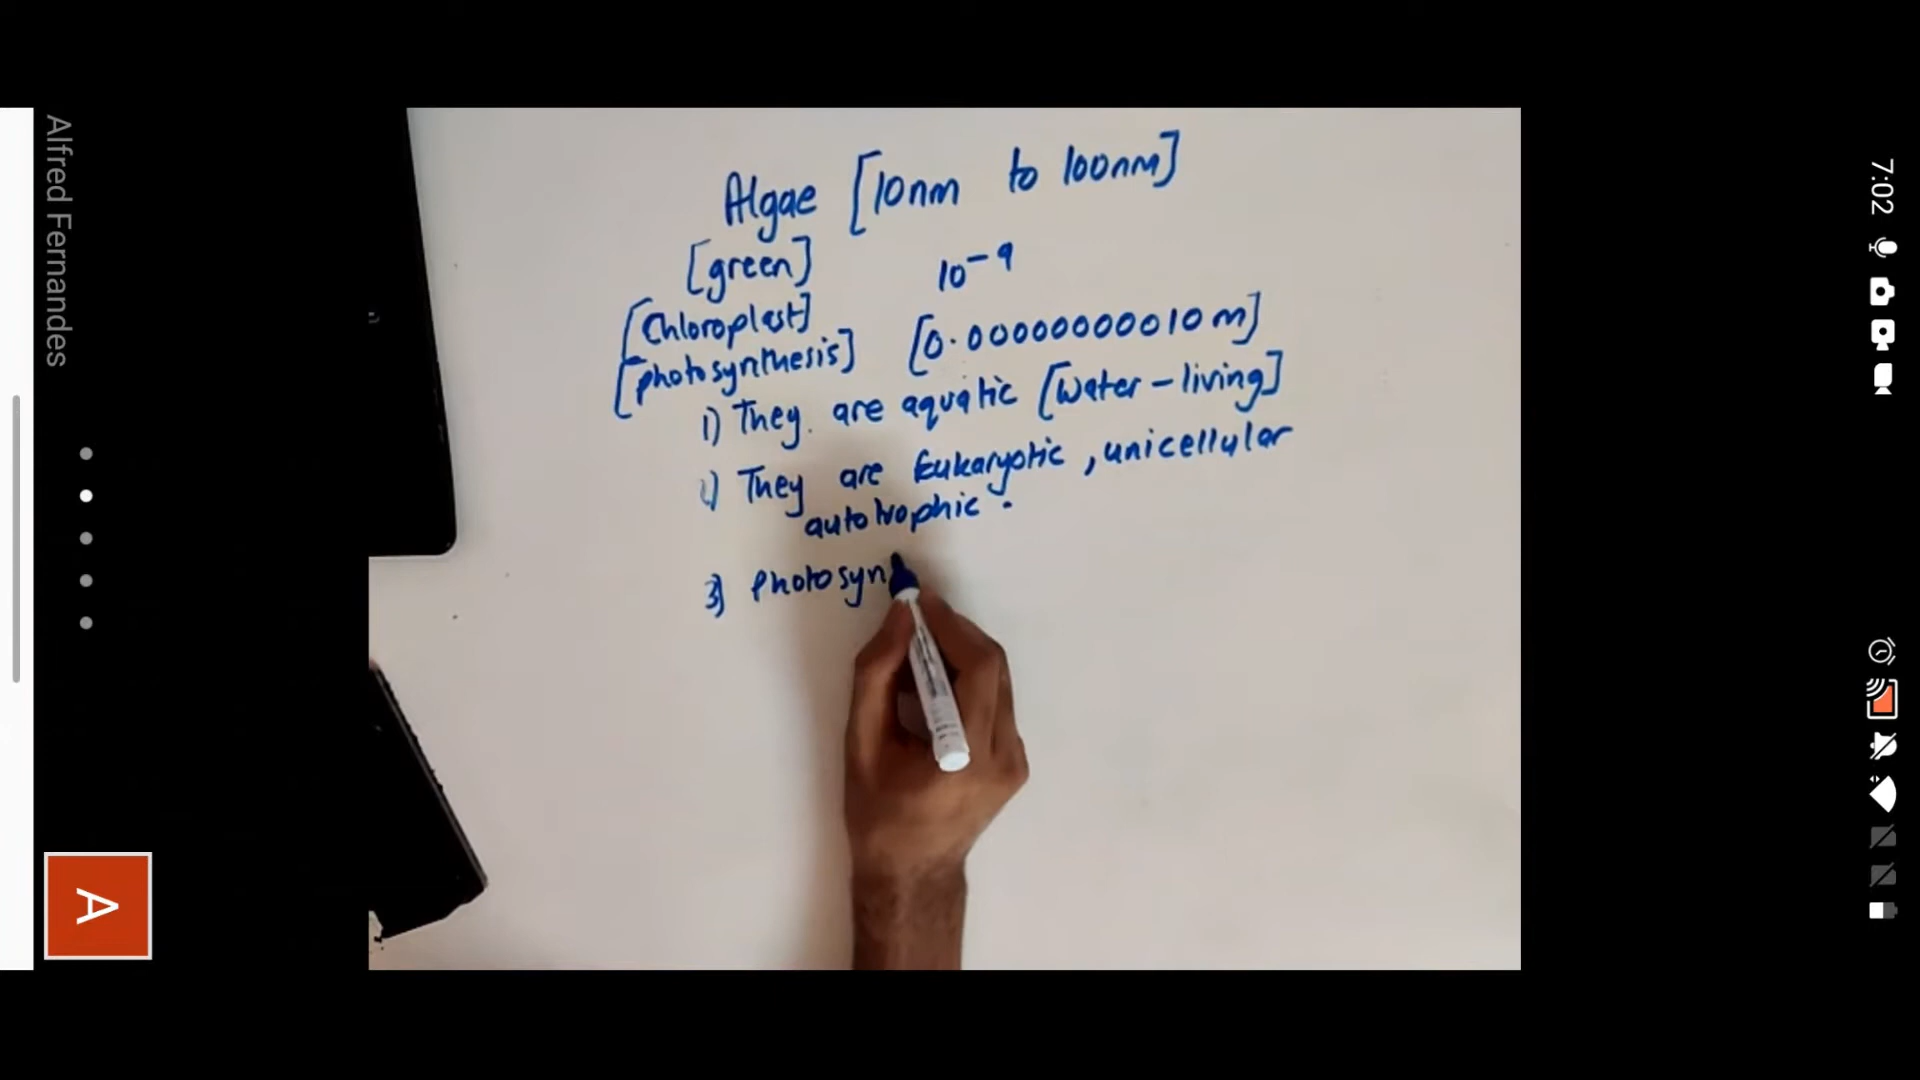 Algae [10nm to 100nm]
[green]
10-9
[Chloroplast]
[0.00000000010m]
[photosynthesis]
1) They are aquatic [Water-living]
2) They are Eukaryotic, unicellular
autotrophic.
3) Photosyn
Alfred Fernandes
A
7:02